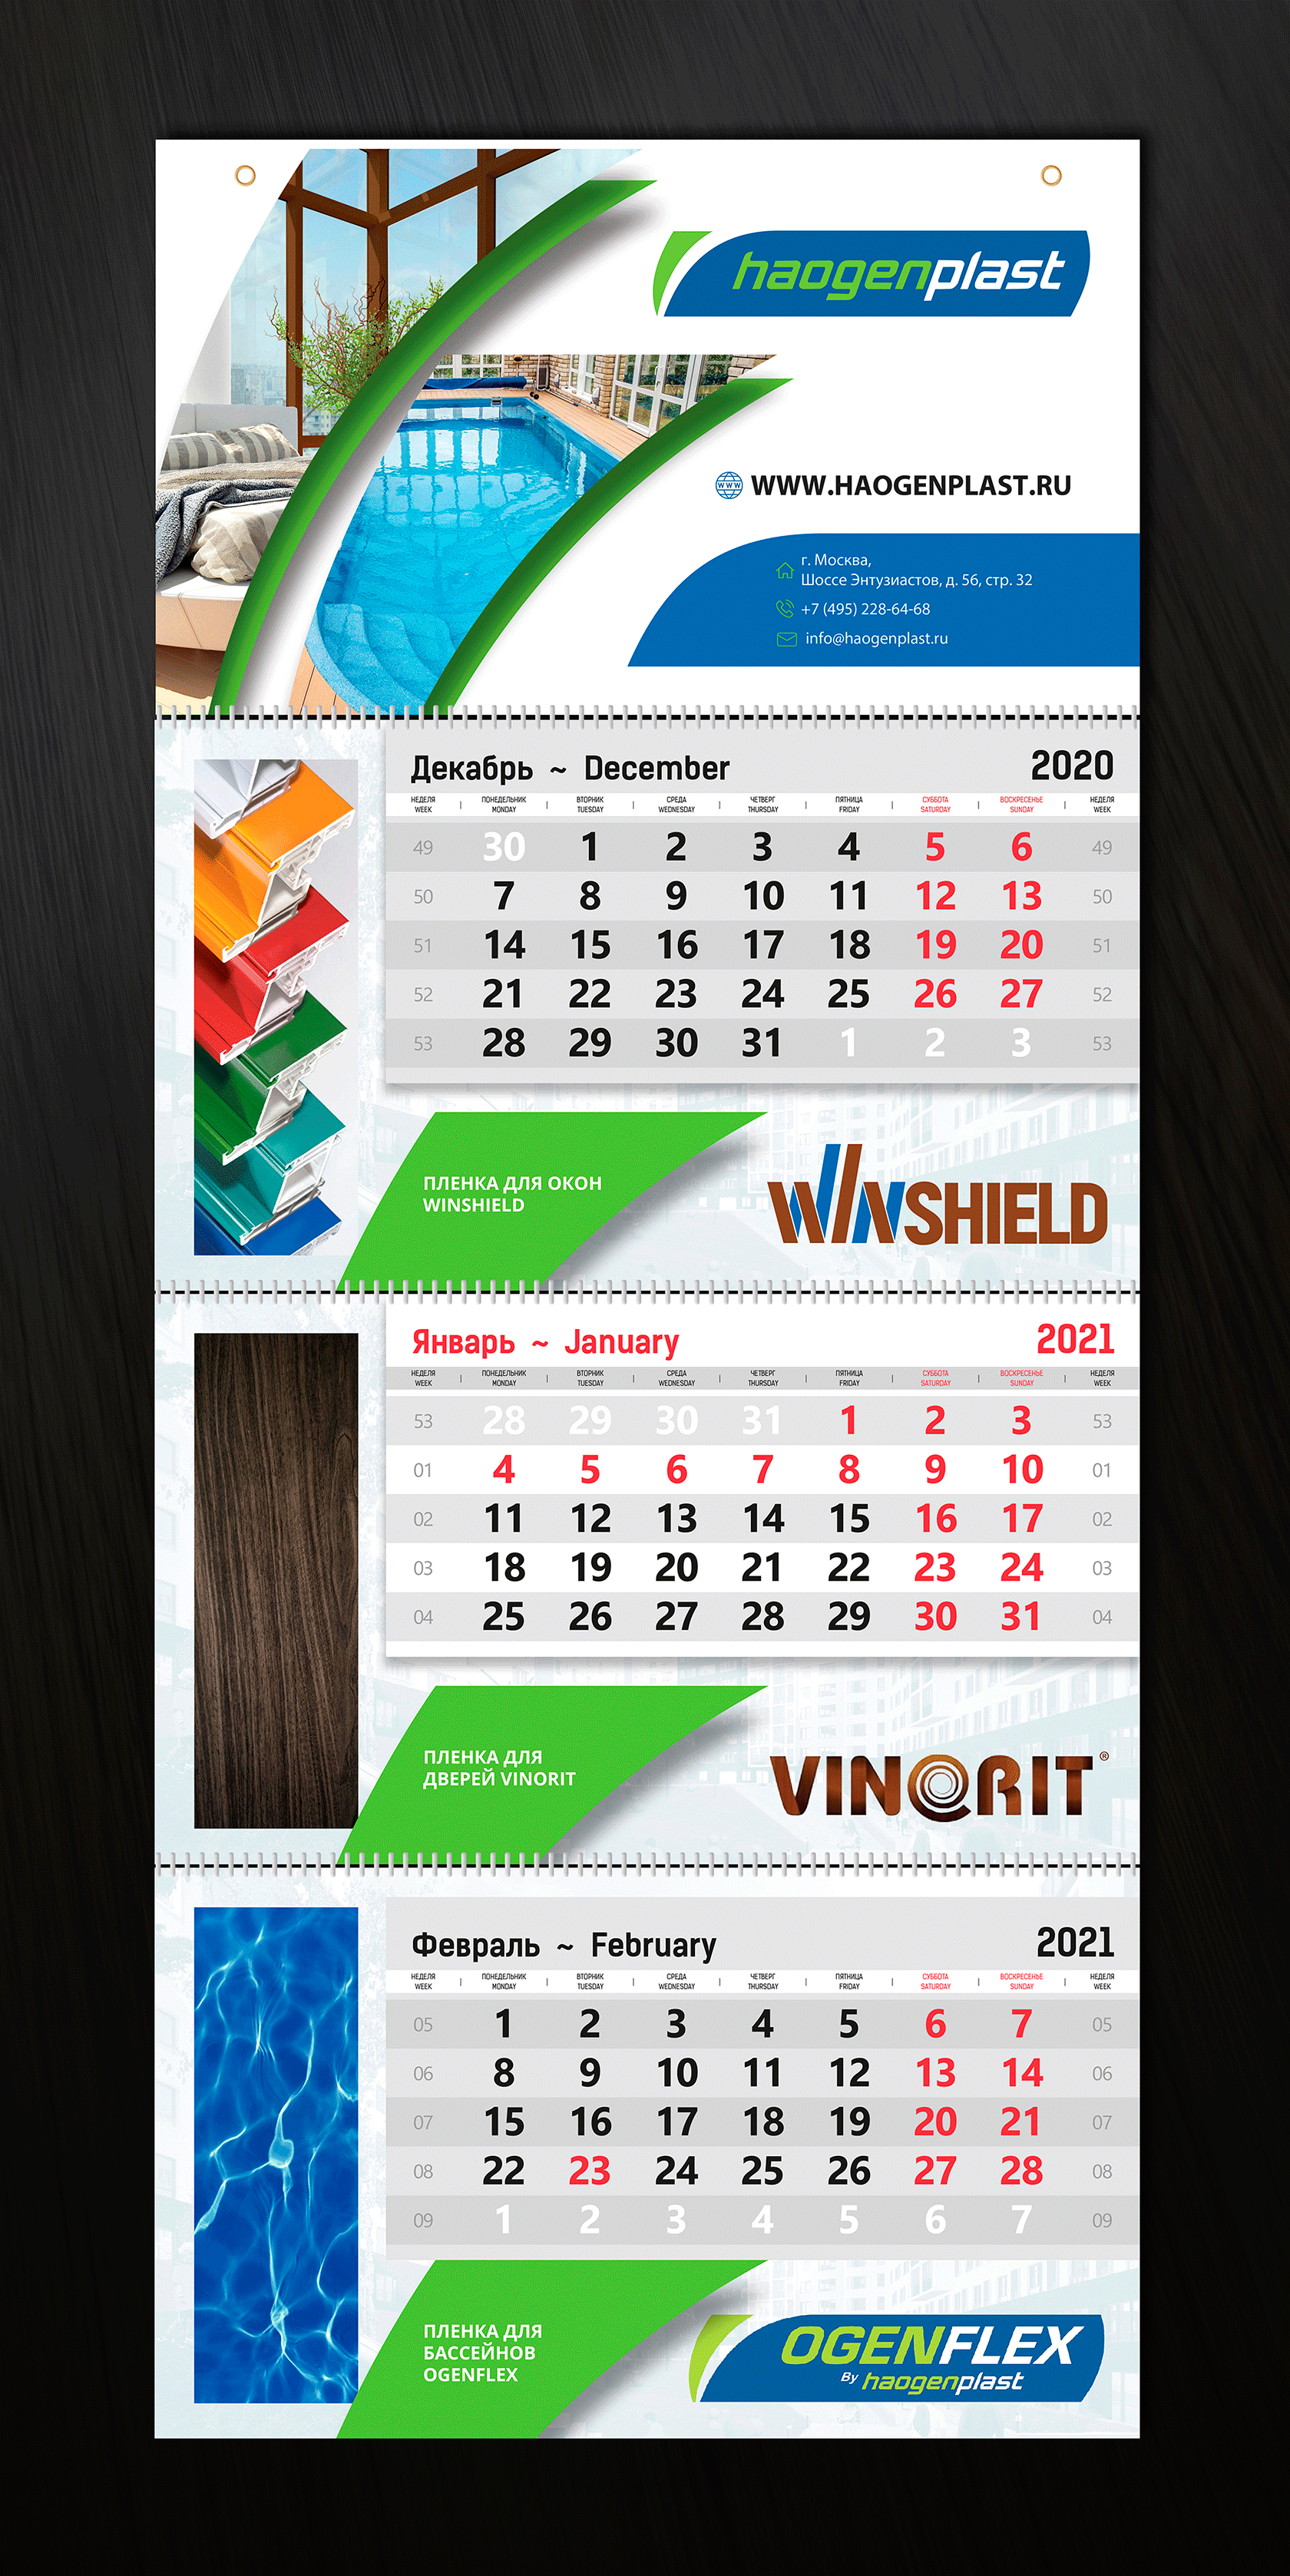 haogenplast
WWW.HAOGENPLAST.RU
г. Москва,
Шоссе Энтузиастов, д. 56, стр. 32
+7 (495) 228-64-68
info@haogenplast.ru
Декабрь ~ December 2020
НЕДЕЛЯ ПОНЕДЕЛЬНИК ВТОРНИК СРЕДА ЧЕТВЕРГ ПЯТНИЦА СУББОТА ВОСКРЕСЕНЬЕ НЕДЕЛЯ
WEEK MONDAY TUESDAY WEDNESDAY THURSDAY FRIDAY SATURDAY SUNDAY WEEK
49 30 1 2 3 4 5 6 49
50 7 8 9 10 11 12 13 50
51 14 15 16 17 18 19 20 51
52 21 22 23 24 25 26 27 52
53 28 29 30 31 1 2 3 53
ПЛЕНКА ДЛЯ ОКОН
WINSHIELD
WINSHIELD
Январь ~ January 2021
НЕДЕЛЯ ПОНЕДЕЛЬНИК ВТОРНИК СРЕДА ЧЕТВЕРГ ПЯТНИЦА СУББОТА ВОСКРЕСЕНЬЕ НЕДЕЛЯ
WEEK MONDAY TUESDAY WEDNESDAY THURSDAY FRIDAY SATURDAY SUNDAY WEEK
53 28 29 30 31 1 2 3 53
01 4 5 6 7 8 9 10 01
02 11 12 13 14 15 16 17 02
03 18 19 20 21 22 23 24 03
04 25 26 27 28 29 30 31 04
ПЛЕНКА ДЛЯ
ДВЕРЕЙ VINORIT
VINORIT®
Февраль ~ February 2021
НЕДЕЛЯ ПОНЕДЕЛЬНИК ВТОРНИК СРЕДА ЧЕТВЕРГ ПЯТНИЦА СУББОТА ВОСКРЕСЕНЬЕ НЕДЕЛЯ
WEEK MONDAY TUESDAY WEDNESDAY THURSDAY FRIDAY SATURDAY SUNDAY WEEK
05 1 2 3 4 5 6 7 05
06 8 9 10 11 12 13 14 06
07 15 16 17 18 19 20 21 07
08 22 23 24 25 26 27 28 08
09 1 2 3 4 5 6 7 09
ПЛЕНКА ДЛЯ
БАССЕЙНОВ
OGENFLEX
OGENFLEX
By haogenplast